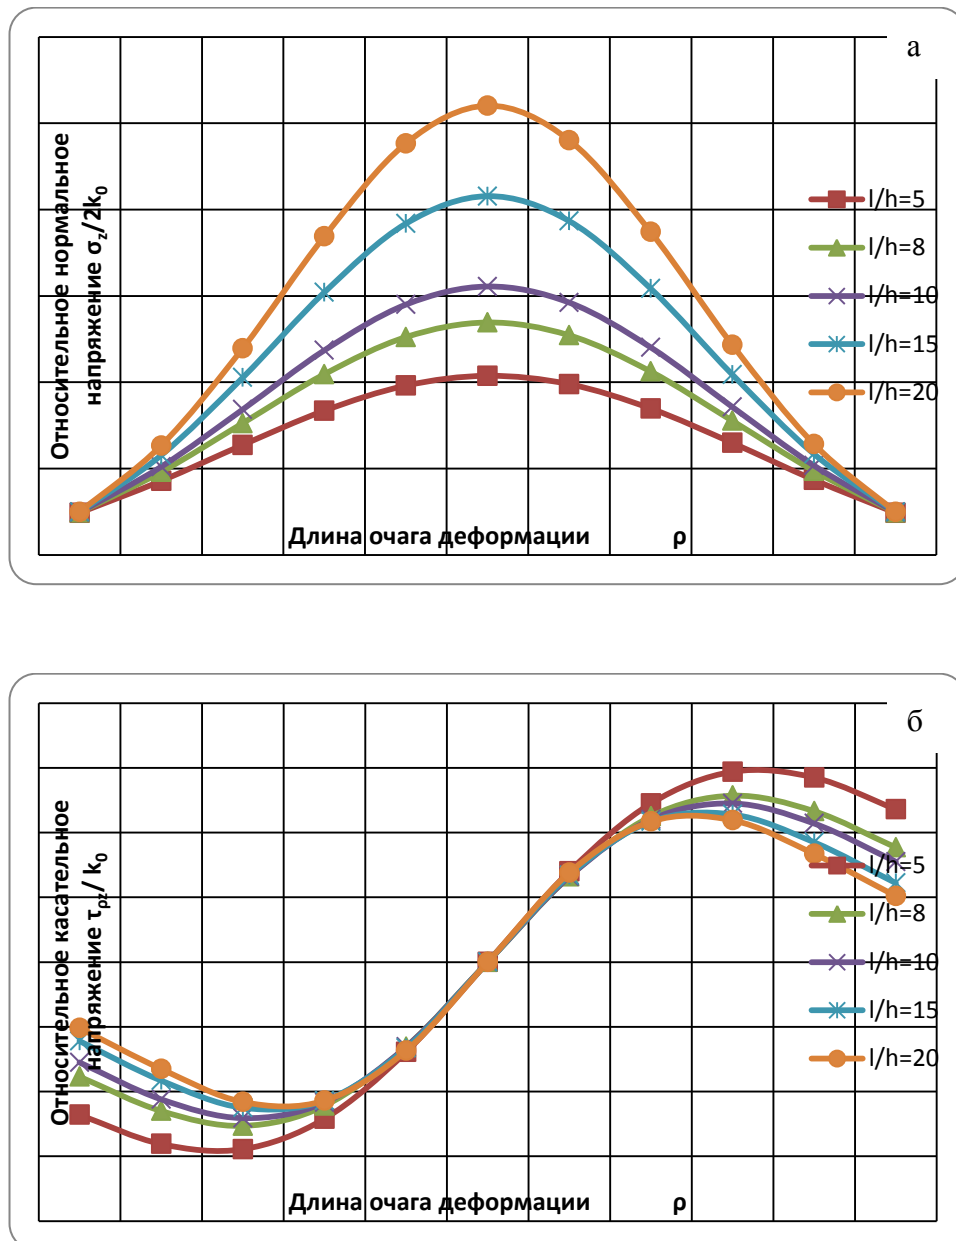 а
Относительное нормальное
напряжение σz/2k0
l/h=5
l/h=8
l/h=10
l/h=15
l/h=20
Длина очага деформации ρ
б
Относительное касательное
напряжение τρz/ k0
l/h=5
l/h=8
l/h=10
l/h=15
l/h=20
Длина очага деформации ρ